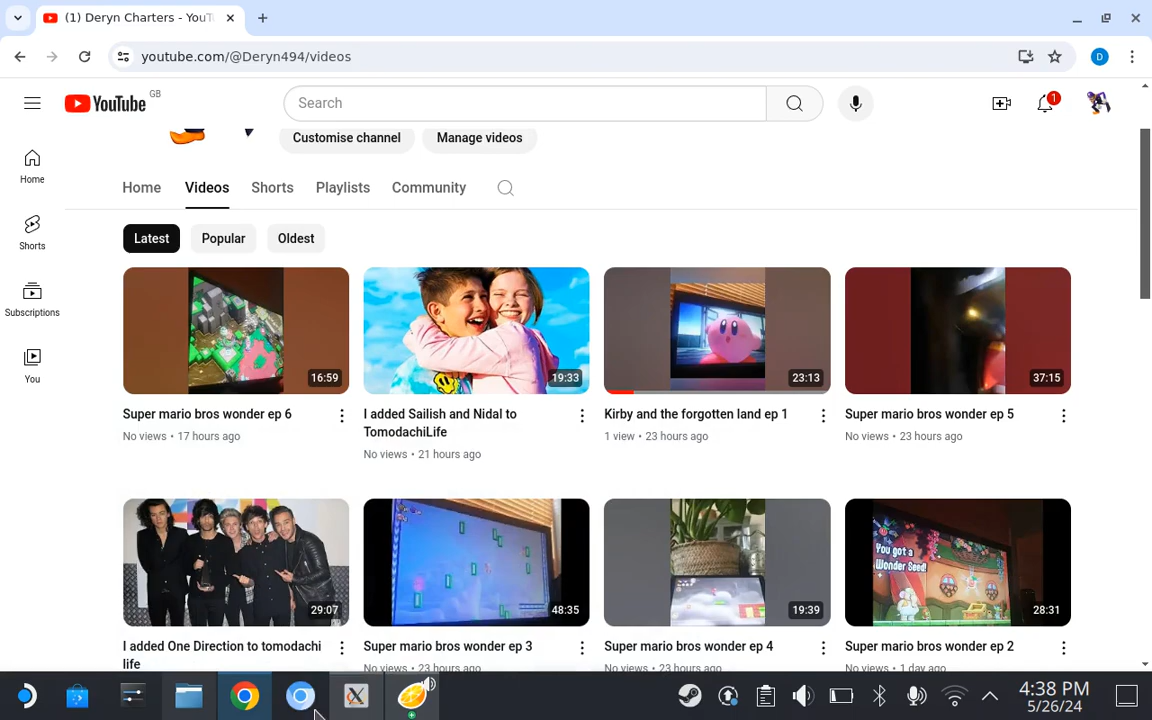 (1) Deryn Charters - YouT
youtube.com/@Deryn494/videos
D
YouTube GB
Search
1
Customise channel
Manage videos
Home
Videos
Shorts
Playlists
Community
Home
Shorts
Subscriptions
You
Latest
Popular
Oldest
16:59
19:33
23:13
37:15
Super mario bros wonder ep 6
No views • 17 hours ago
I added Sailish and Nidal to
TomodachiLife
No views • 21 hours ago
Kirby and the forgotten land ep 1
1 view • 23 hours ago
Super mario bros wonder ep 5
No views • 23 hours ago
29:07
48:35
19:39
You got a
Wonder Seed!
28:31
I added One Direction to tomodachi
life
Super mario bros wonder ep 3
No views • 23 hours ago
Super mario bros wonder ep 4
No views • 23 hours ago
Super mario bros wonder ep 2
No views • 1 day ago
4:38 PM
5/26/24